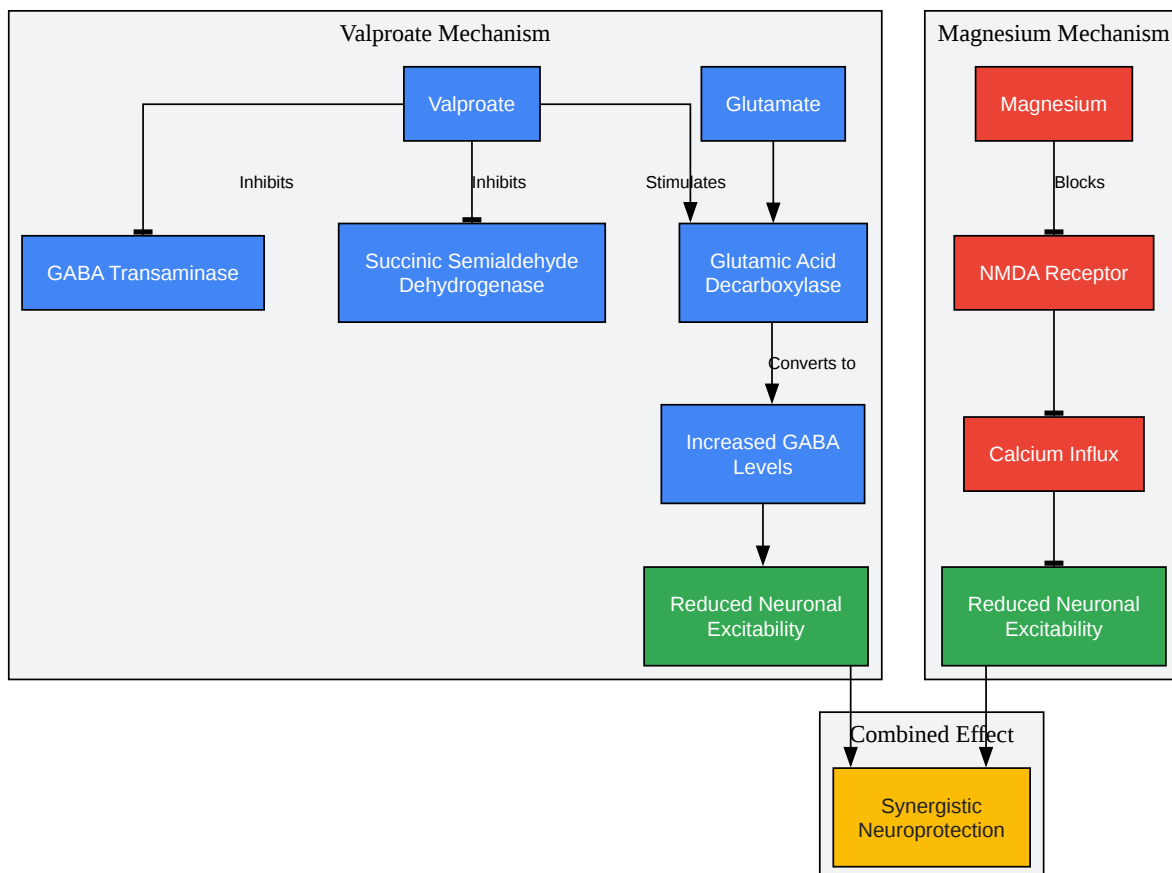 Valproate Mechanism
Magnesium Mechanism
Valproate
Glutamate
Magnesium
Inhibits
Inhibits
Stimulates
Blocks
GABA Transaminase
Succinic Semialdehyde
Dehydrogenase
Glutamic Acid
Decarboxylase
NMDA Receptor
Converts to
Increased GABA
Levels
Calcium Influx
Reduced Neuronal
Excitability
Reduced Neuronal
Excitability
Combined Effect
Synergistic
Neuroprotection